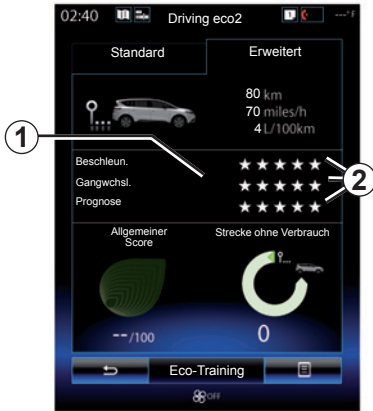 02:40 Driving eco2 1 ---°F
Standard Erweitert
80 km
70 miles/h
4 L/100km
1
Beschleun. ★★★★★
Gangwchsl. ★★★★★
2
Prognose ★★★★★
Allgemeiner Score
Strecke ohne Verbrauch
--/100 0
Eco-Training
OFF